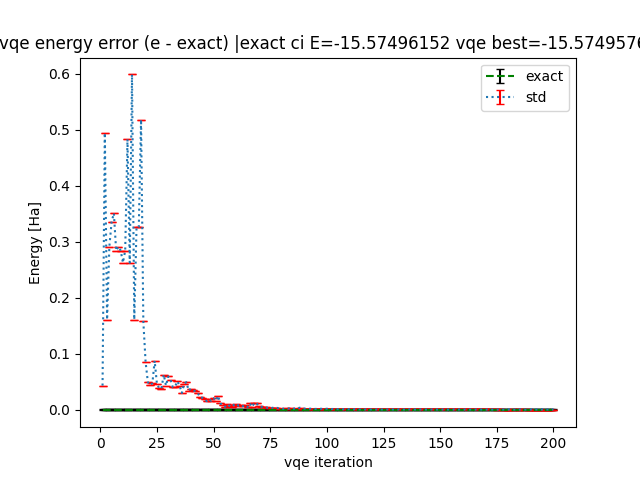 vqe energy error (e - exact) |exact ci E=-15.57496152 vqe best=-15.5749576
exact
std
0.6
0.5
0.4
0.3
0.2
0.1
0.0
Energy [Ha]
0 25 50 75 100 125 150 175 200
vqe iteration